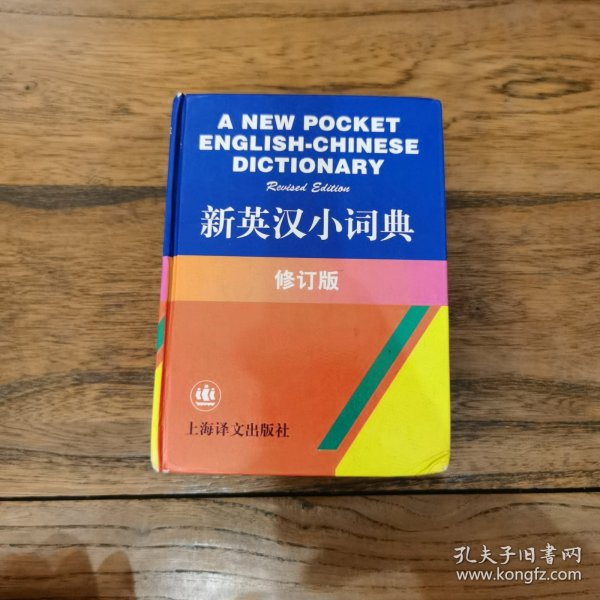 A NEW POCKET
ENGLISH-CHINESE
DICTIONARY
Revised Edition
新英汉小词典
修订版
上海译文出版社
孔夫子旧书网
www.kongfz.com